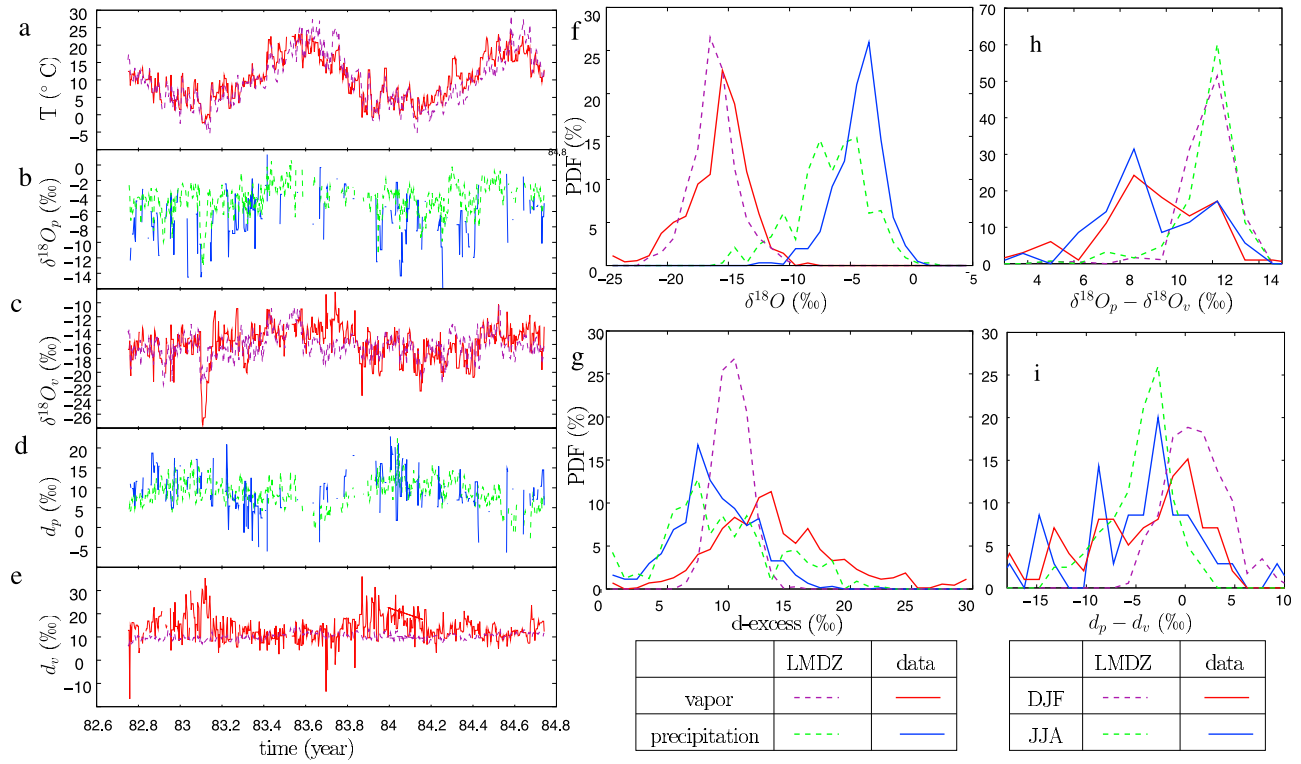 a
T (° C)
30
25
20
15
10
5
0
−5
b
δ¹⁸Oₚ (‰)
0
−2
−4
−6
−8
−10
−12
−14
84.8
c
δ¹⁸Oᵥ (‰)
−10
−12
−14
−16
−18
−20
−22
−24
−26
d
dₚ (‰)
20
15
10
5
0
−5
e
dᵥ (‰)
30
20
10
0
−10
82.6 82.8 83 83.2 83.4 83.6 83.8 84 84.2 84.4 84.6 84.8
time (year)
f
PDF (%)
30
25
20
15
10
5
0
−25 −20 −15 −10 −5 0 5
δ¹⁸O (‰)
g
PDF (%)
30
25
20
15
10
5
0
0 5 10 15 20 25 30
d-excess (‰)
h
70
60
50
40
30
20
10
0
4 6 8 10 12 14
δ¹⁸Oₚ − δ¹⁸Oᵥ (‰)
i
30
25
20
15
10
5
0
−15 −10 −5 0 5 10
dₚ − dᵥ (‰)
LMDZ data
vapor
precipitation
LMDZ data
DJF
JJA